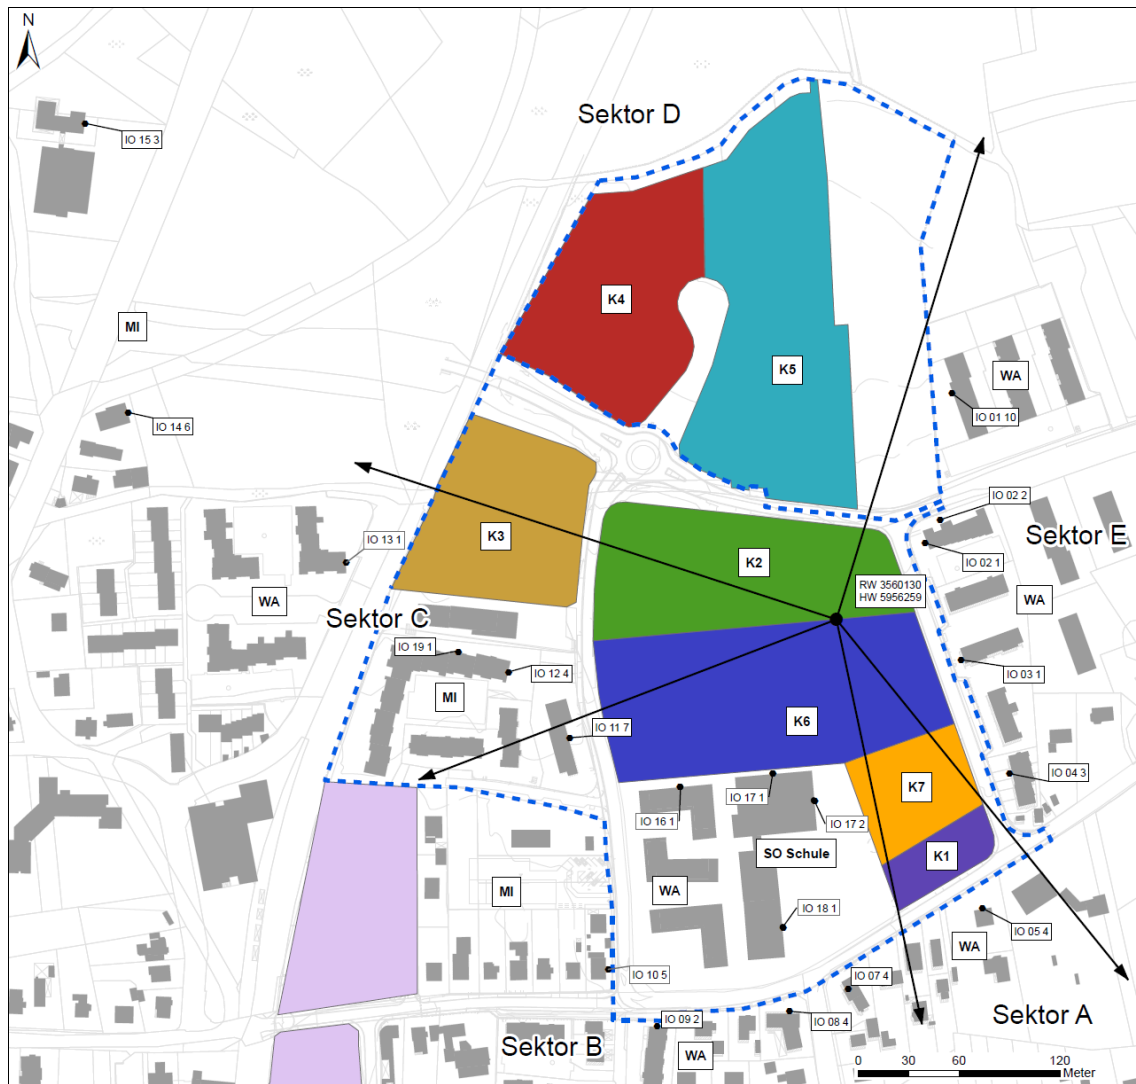 N
Sektor D
IO 15 3
K4
MI
K5
WA
IO 01 10
IO 14 6
IO 02 2
K3
Sektor E
IO 13 1
K2
IO 02 1
RW 3560130
HW 5956259
WA
WA
Sektor C
IO 19 1
IO 12 4
IO 03 1
MI
K6
IO 11 7
IO 04 3
K7
IO 17 1
IO 16 1
IO 17 2
SO Schule
K1
MI
WA
IO 18 1
IO 05 4
WA
IO 10 5
IO 07 4
Sektor A
IO 09 2
IO 08 4
Sektor B
WA
0 30 60 120
Meter